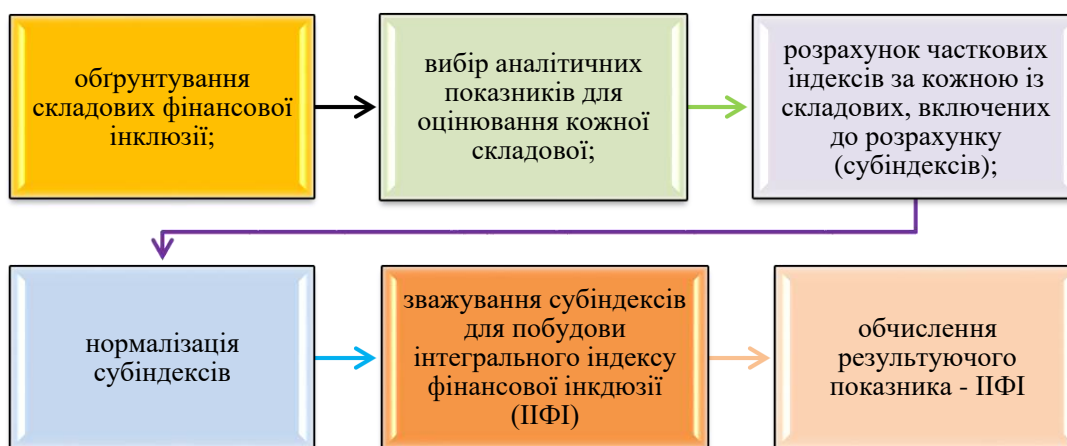 обґрунтування
складових фінансової
інклюзії;
вибір аналітичних
показників для
оцінювання кожної
складової;
розрахунок часткових
індексів за кожною із
складових, включених
до розрахунку
(субіндексів);
нормалізація
субіндексів
зважування субіндексів
для побудови
інтегрального індексу
фінансової інкдюзії
(ІІФІ)
обчислення
результуючого
показника - ІІФІ